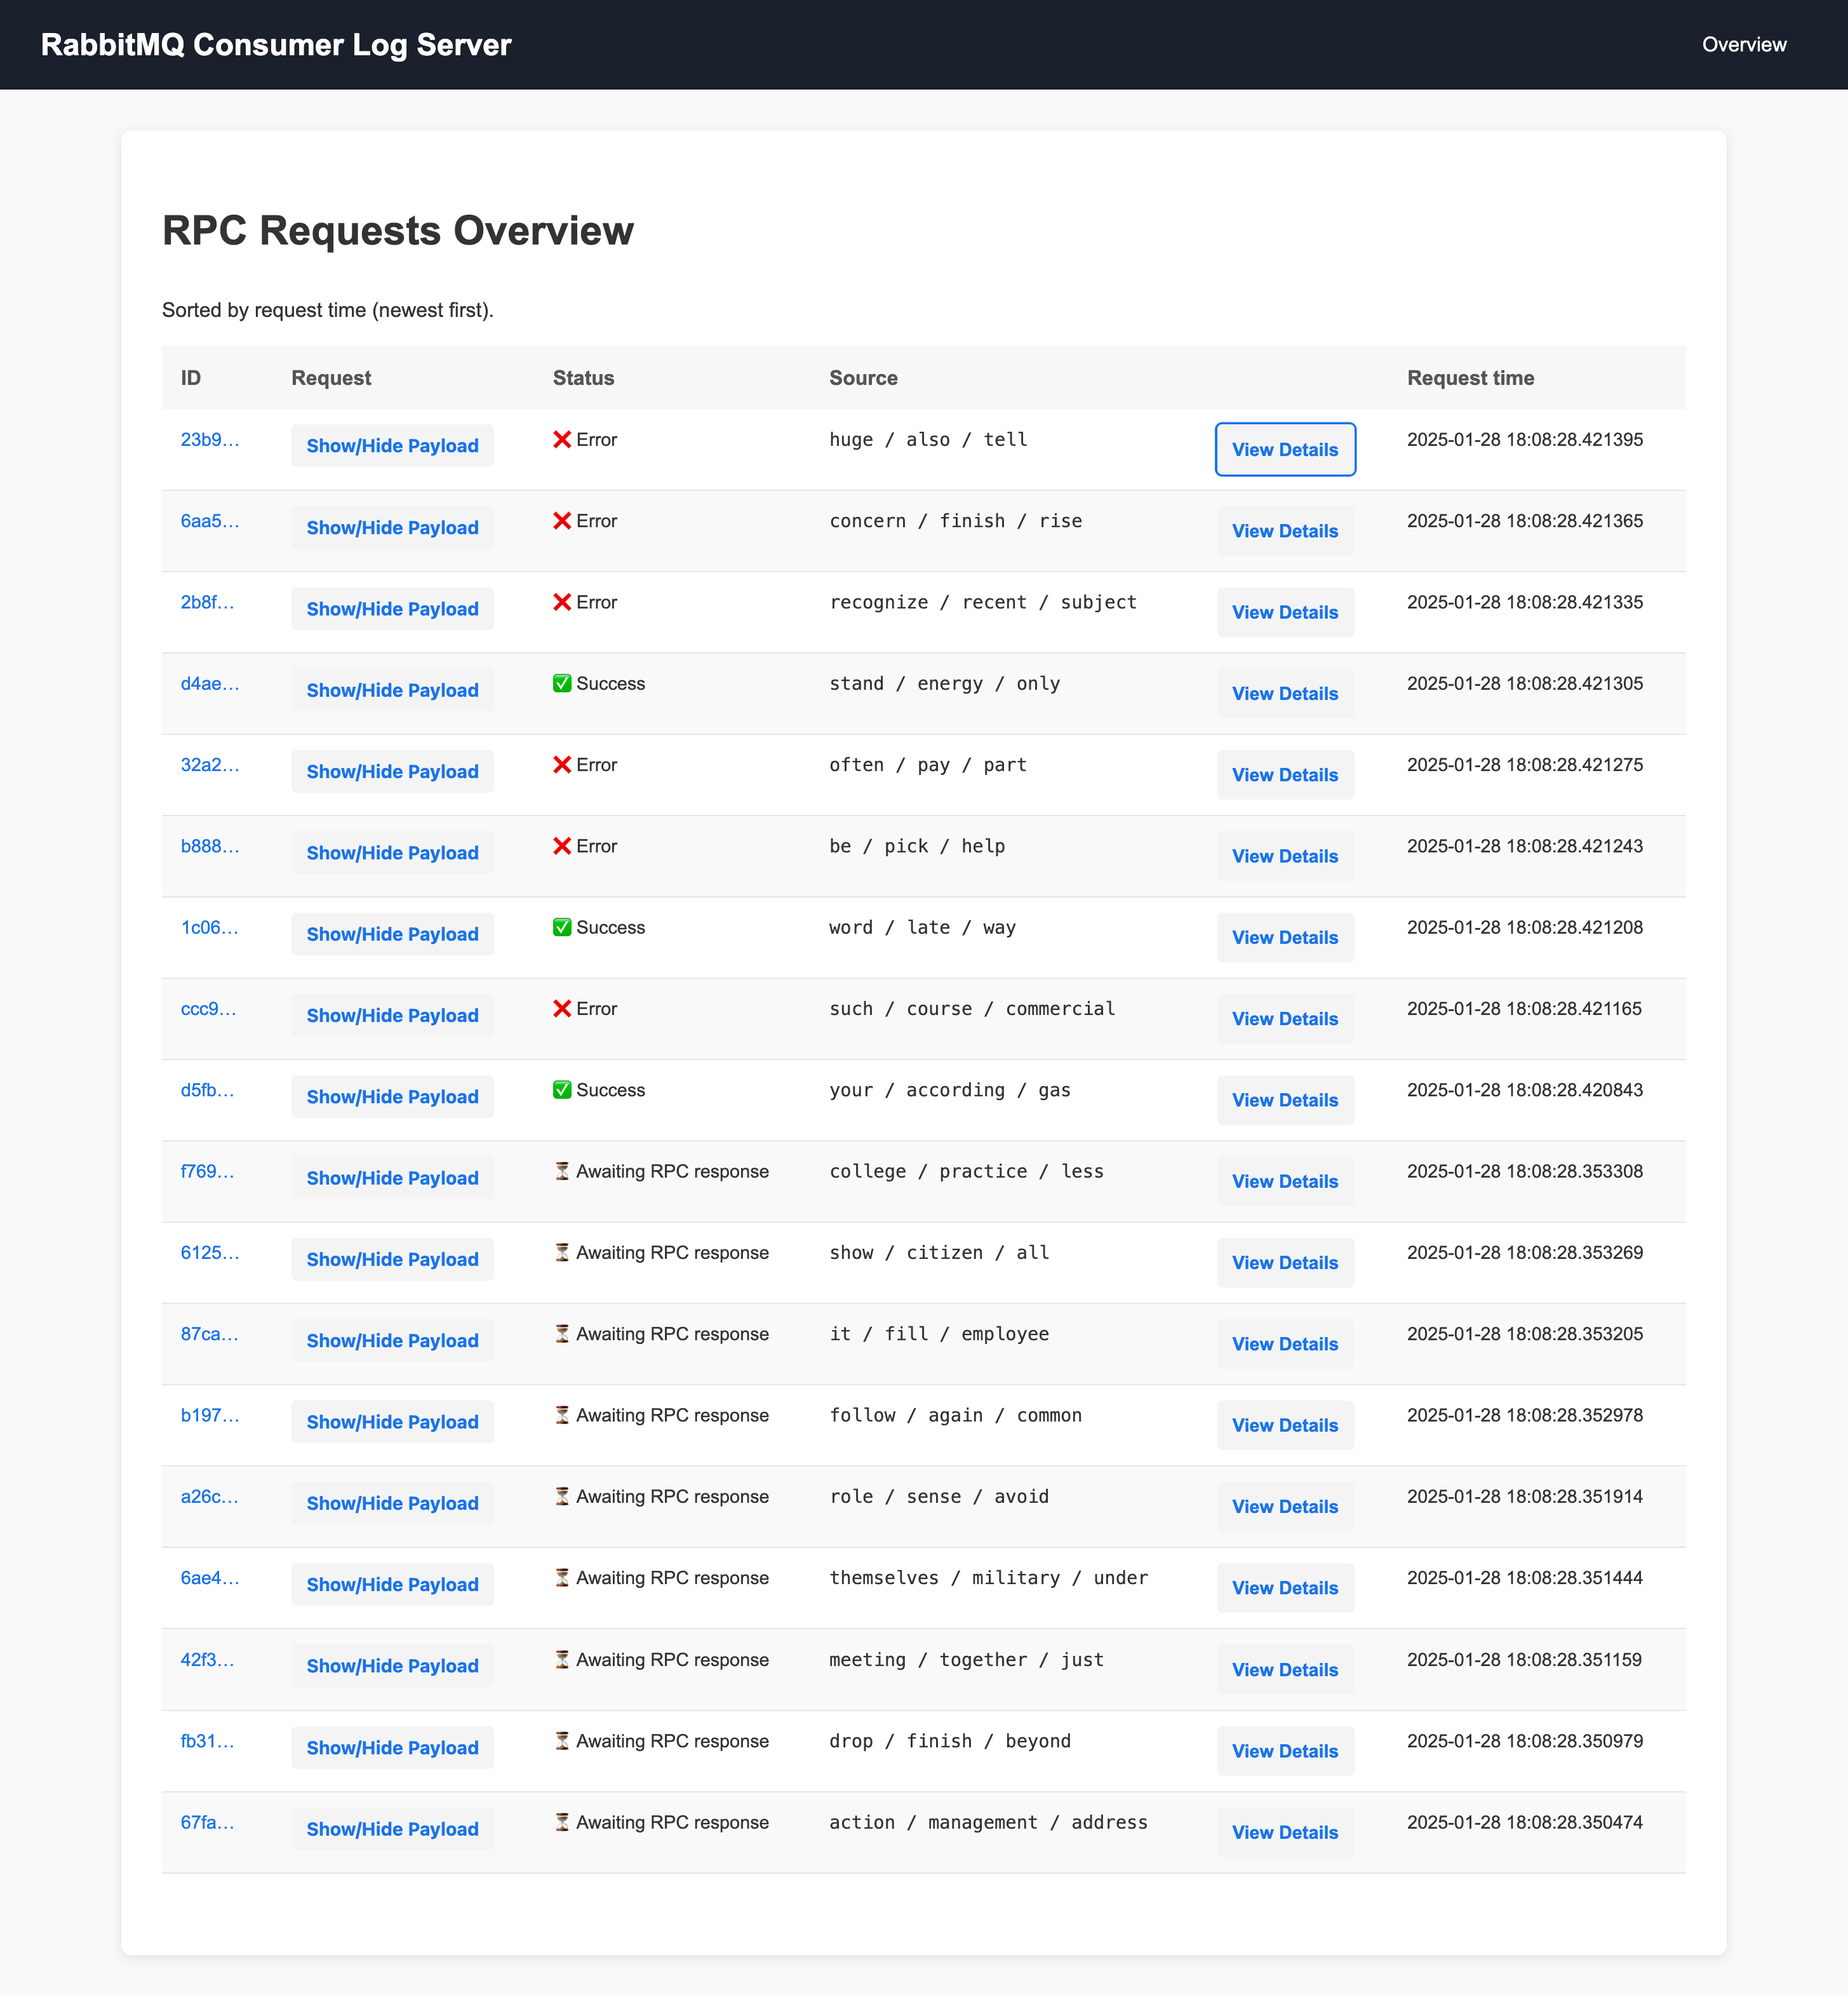 RabbitMQ Consumer Log Server Overview
RPC Requests Overview
Sorted by request time (newest first).
ID Request Status Source Request time
23b9… Show/Hide Payload ❌ Error huge / also / tell View Details 2025-01-28 18:08:28.421395
6aa5… Show/Hide Payload ❌ Error concern / finish / rise View Details 2025-01-28 18:08:28.421365
2b8f… Show/Hide Payload ❌ Error recognize / recent / subject View Details 2025-01-28 18:08:28.421335
d4ae… Show/Hide Payload ✅ Success stand / energy / only View Details 2025-01-28 18:08:28.421305
32a2… Show/Hide Payload ❌ Error often / pay / part View Details 2025-01-28 18:08:28.421275
b888… Show/Hide Payload ❌ Error be / pick / help View Details 2025-01-28 18:08:28.421243
1c06… Show/Hide Payload ✅ Success word / late / way View Details 2025-01-28 18:08:28.421208
ccc9… Show/Hide Payload ❌ Error such / course / commercial View Details 2025-01-28 18:08:28.421165
d5fb… Show/Hide Payload ✅ Success your / according / gas View Details 2025-01-28 18:08:28.420843
f769… Show/Hide Payload ⏳ Awaiting RPC response college / practice / less View Details 2025-01-28 18:08:28.353308
6125… Show/Hide Payload ⏳ Awaiting RPC response show / citizen / all View Details 2025-01-28 18:08:28.353269
87ca… Show/Hide Payload ⏳ Awaiting RPC response it / fill / employee View Details 2025-01-28 18:08:28.353205
b197… Show/Hide Payload ⏳ Awaiting RPC response follow / again / common View Details 2025-01-28 18:08:28.352978
a26c… Show/Hide Payload ⏳ Awaiting RPC response role / sense / avoid View Details 2025-01-28 18:08:28.351914
6ae4… Show/Hide Payload ⏳ Awaiting RPC response themselves / military / under View Details 2025-01-28 18:08:28.351444
42f3… Show/Hide Payload ⏳ Awaiting RPC response meeting / together / just View Details 2025-01-28 18:08:28.351159
fb31… Show/Hide Payload ⏳ Awaiting RPC response drop / finish / beyond View Details 2025-01-28 18:08:28.350979
67fa… Show/Hide Payload ⏳ Awaiting RPC response action / management / address View Details 2025-01-28 18:08:28.350474